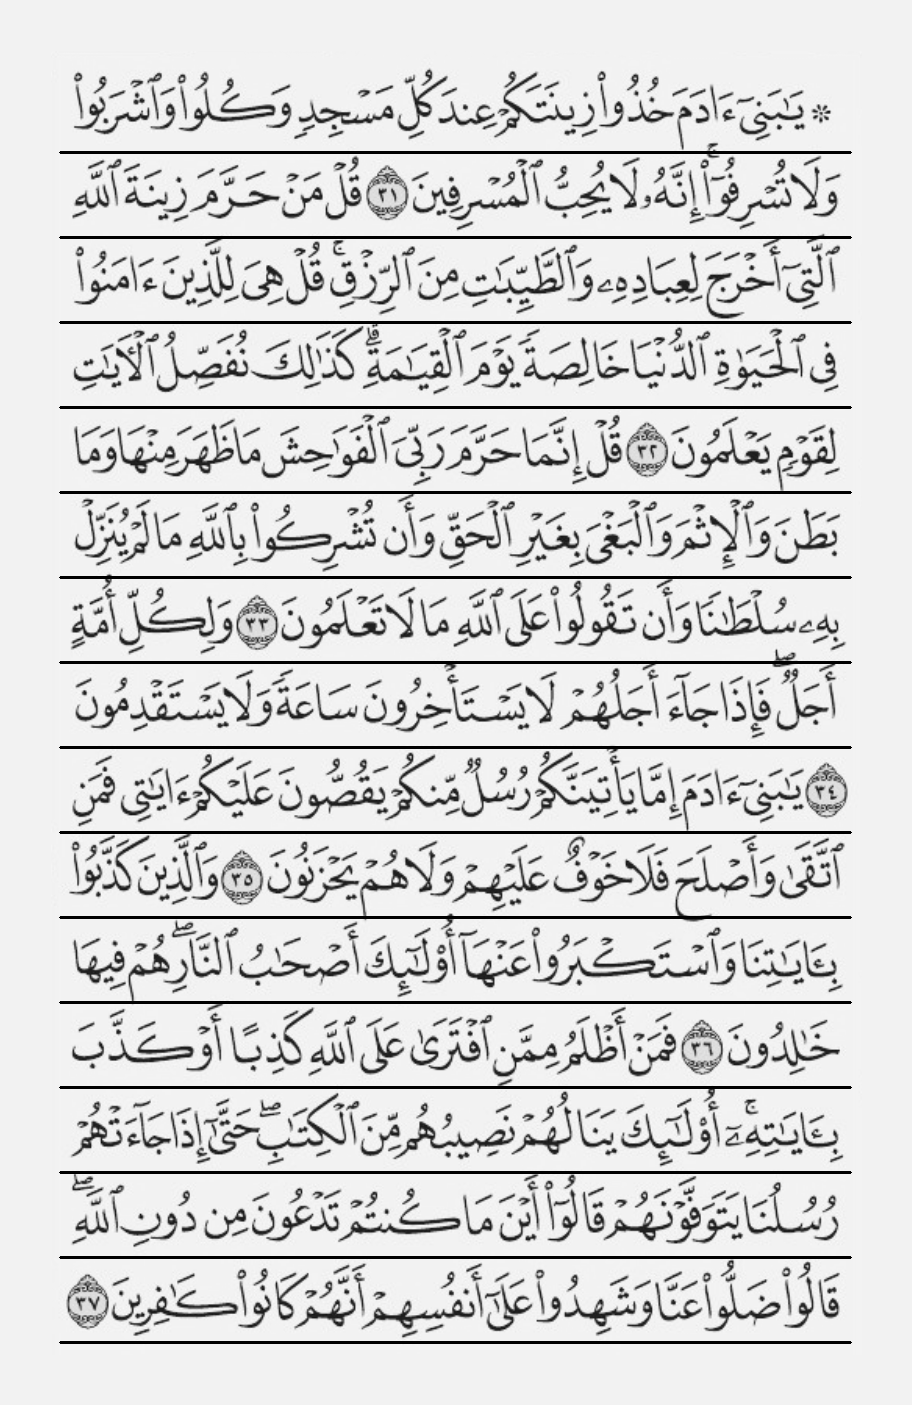 ۞ يَٰبَنِىٓ ءَادَمَ خُذُوا۟ زِينَتَكُمْ عِندَ كُلِّ مَسْجِدٍ وَكُلُوا۟ وَٱشْرَبُوا۟
وَلَا تُسْرِفُوٓا۟ ۚ إِنَّهُۥ لَا يُحِبُّ ٱلْمُسْرِفِينَ ٣١ قُلْ مَنْ حَرَّمَ زِينَةَ ٱللَّهِ
ٱلَّتِىٓ أَخْرَجَ لِعِبَادِهِۦ وَٱلطَّيِّبَٰتِ مِنَ ٱلرِّزْقِ ۚ قُلْ هِىَ لِلَّذِينَ ءَامَنُوا۟
فِى ٱلْحَيَوٰةِ ٱلدُّنْيَا خَالِصَةً يَوْمَ ٱلْقِيَٰمَةِ ۗ كَذَٰلِكَ نُفَصِّلُ ٱلْـَٔايَٰتِ
لِقَوْمٍ يَعْلَمُونَ ٣٢ قُلْ إِنَّمَا حَرَّمَ رَبِّىَ ٱلْفَوَٰحِشَ مَا ظَهَرَ مِنْهَا وَمَا
بَطَنَ وَٱلْإِثْمَ وَٱلْبَغْىَ بِغَيْرِ ٱلْحَقِّ وَأَن تُشْرِكُوا۟ بِٱللَّهِ مَا لَمْ يُنَزِّلْ
بِهِۦ سُلْطَٰنًا وَأَن تَقُولُوا۟ عَلَى ٱللَّهِ مَا لَا تَعْلَمُونَ ٣٣ وَلِكُلِّ أُمَّةٍ
أَجَلٌ ۖ فَإِذَا جَآءَ أَجَلُهُمْ لَا يَسْتَأْخِرُونَ سَاعَةً وَلَا يَسْتَقْدِمُونَ
٣٤ يَٰبَنِىٓ ءَادَمَ إِمَّا يَأْتِيَنَّكُمْ رُسُلٌ مِّنكُمْ يَقُصُّونَ عَلَيْكُمْ ءَايَٰتِى فَمَنِ
ٱتَّقَىٰ وَأَصْلَحَ فَلَا خَوْفٌ عَلَيْهِمْ وَلَا هُمْ يَحْزَنُونَ ٣٥ وَٱلَّذِينَ كَذَّبُوا۟
بِـَٔايَٰتِنَا وَٱسْتَكْبَرُوا۟ عَنْهَآ أُو۟لَٰٓئِكَ أَصْحَٰبُ ٱلنَّارِ ۖ هُمْ فِيهَا
خَٰلِدُونَ ٣٦ فَمَنْ أَظْلَمُ مِمَّنِ ٱفْتَرَىٰ عَلَى ٱللَّهِ كَذِبًا أَوْ كَذَّبَ
بِـَٔايَٰتِهِۦٓ ۚ أُو۟لَٰٓئِكَ يَنَالُهُمْ نَصِيبُهُم مِّنَ ٱلْكِتَٰبِ ۖ حَتَّىٰٓ إِذَا جَآءَتْهُمْ
رُسُلُنَا يَتَوَفَّوْنَهُمْ قَالُوٓا۟ أَيْنَ مَا كُنتُمْ تَدْعُونَ مِن دُونِ ٱللَّهِ ۖ
قَالُوا۟ ضَلُّوا۟ عَنَّا وَشَهِدُوا۟ عَلَىٰٓ أَنفُسِهِمْ أَنَّهُمْ كَانُوا۟ كَٰفِرِينَ ٣٧